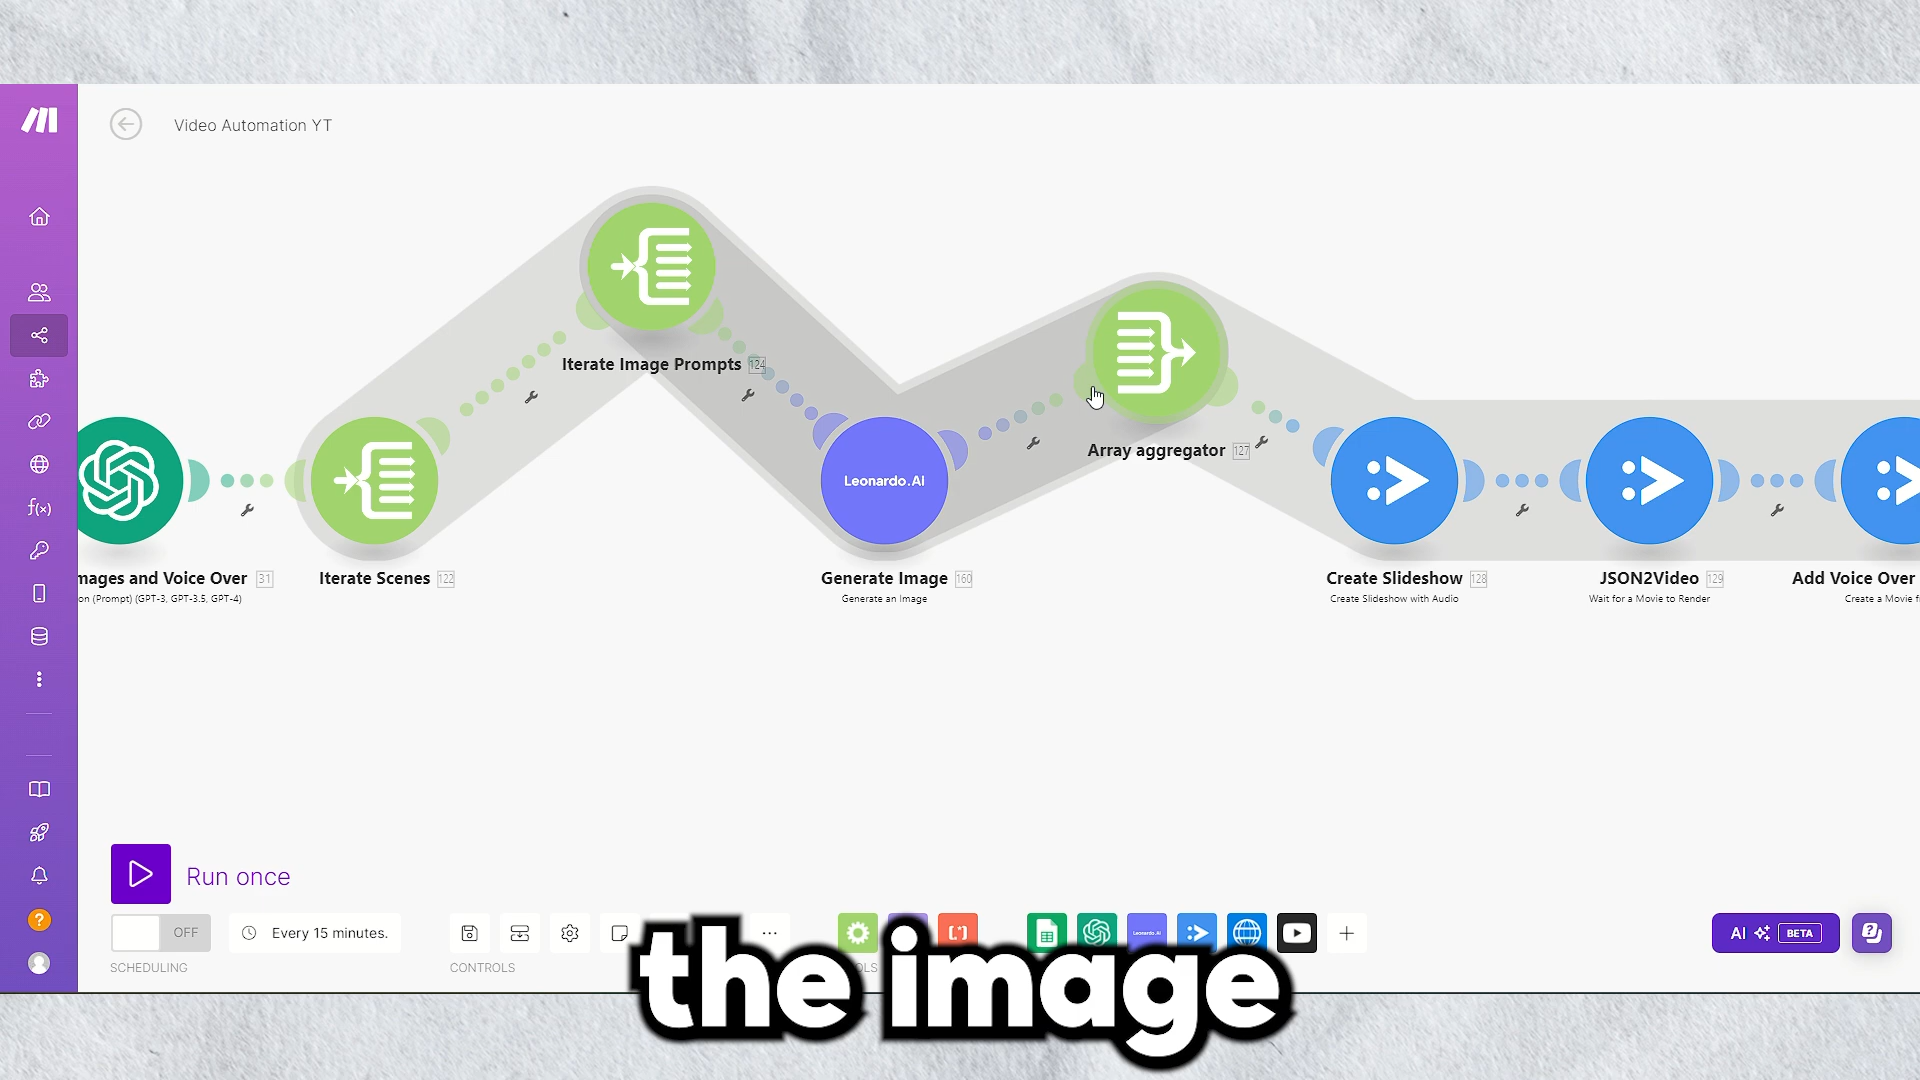 Video Automation YT
Iterate Image Prompts 124
Leonardo.AI
Array aggregator 127
mages and Voice Over 31
on (Prompt) (GPT-3, GPT-3.5, GPT-4)
Iterate Scenes 122
Generate Image 160
Generate an Image
Create Slideshow 128
Create Slideshow with Audio
JSON2Video 129
Wait for a Movie to Render
Add Voice Over
Create a Movie f
f(x)
Run once
OFF
Every 15 minutes.
Leonardo.AI
AI BETA
SCHEDULING
CONTROLS
OLS
the image